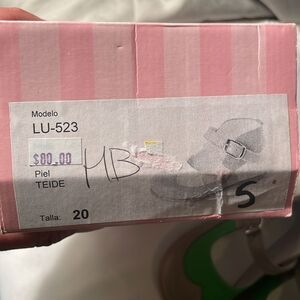 Modelo
LU-523
$00,00
Piel
TEIDE
MB
5
Talla: 20